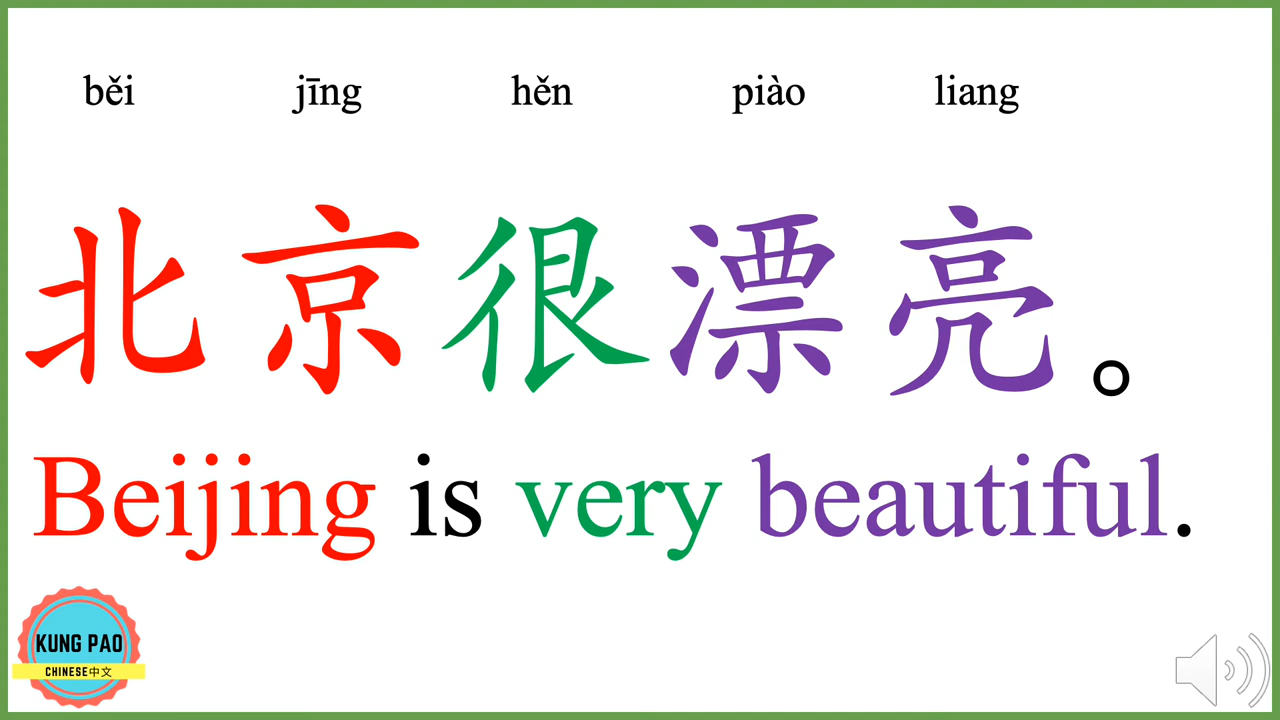 běi jīng hěn piào liang
北京很漂亮。
Beijing is very beautiful.
KUNG PAO
CHINESE中文